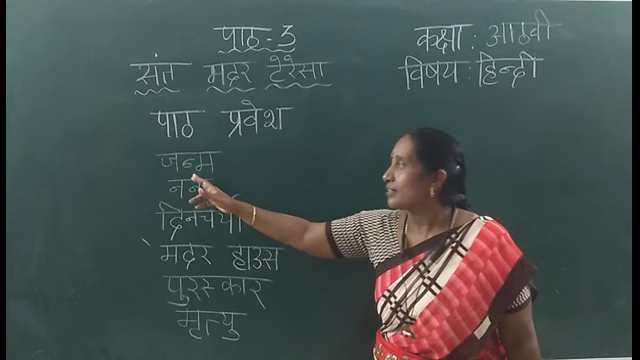 पाठ-3
संत मदर टेरेसा
कक्षा : आठवी
विषय : हिन्दी
पाठ प्रवेश
जन्म
दिनचर्या
मदर हाउस
पुरस्कार
मृत्यु